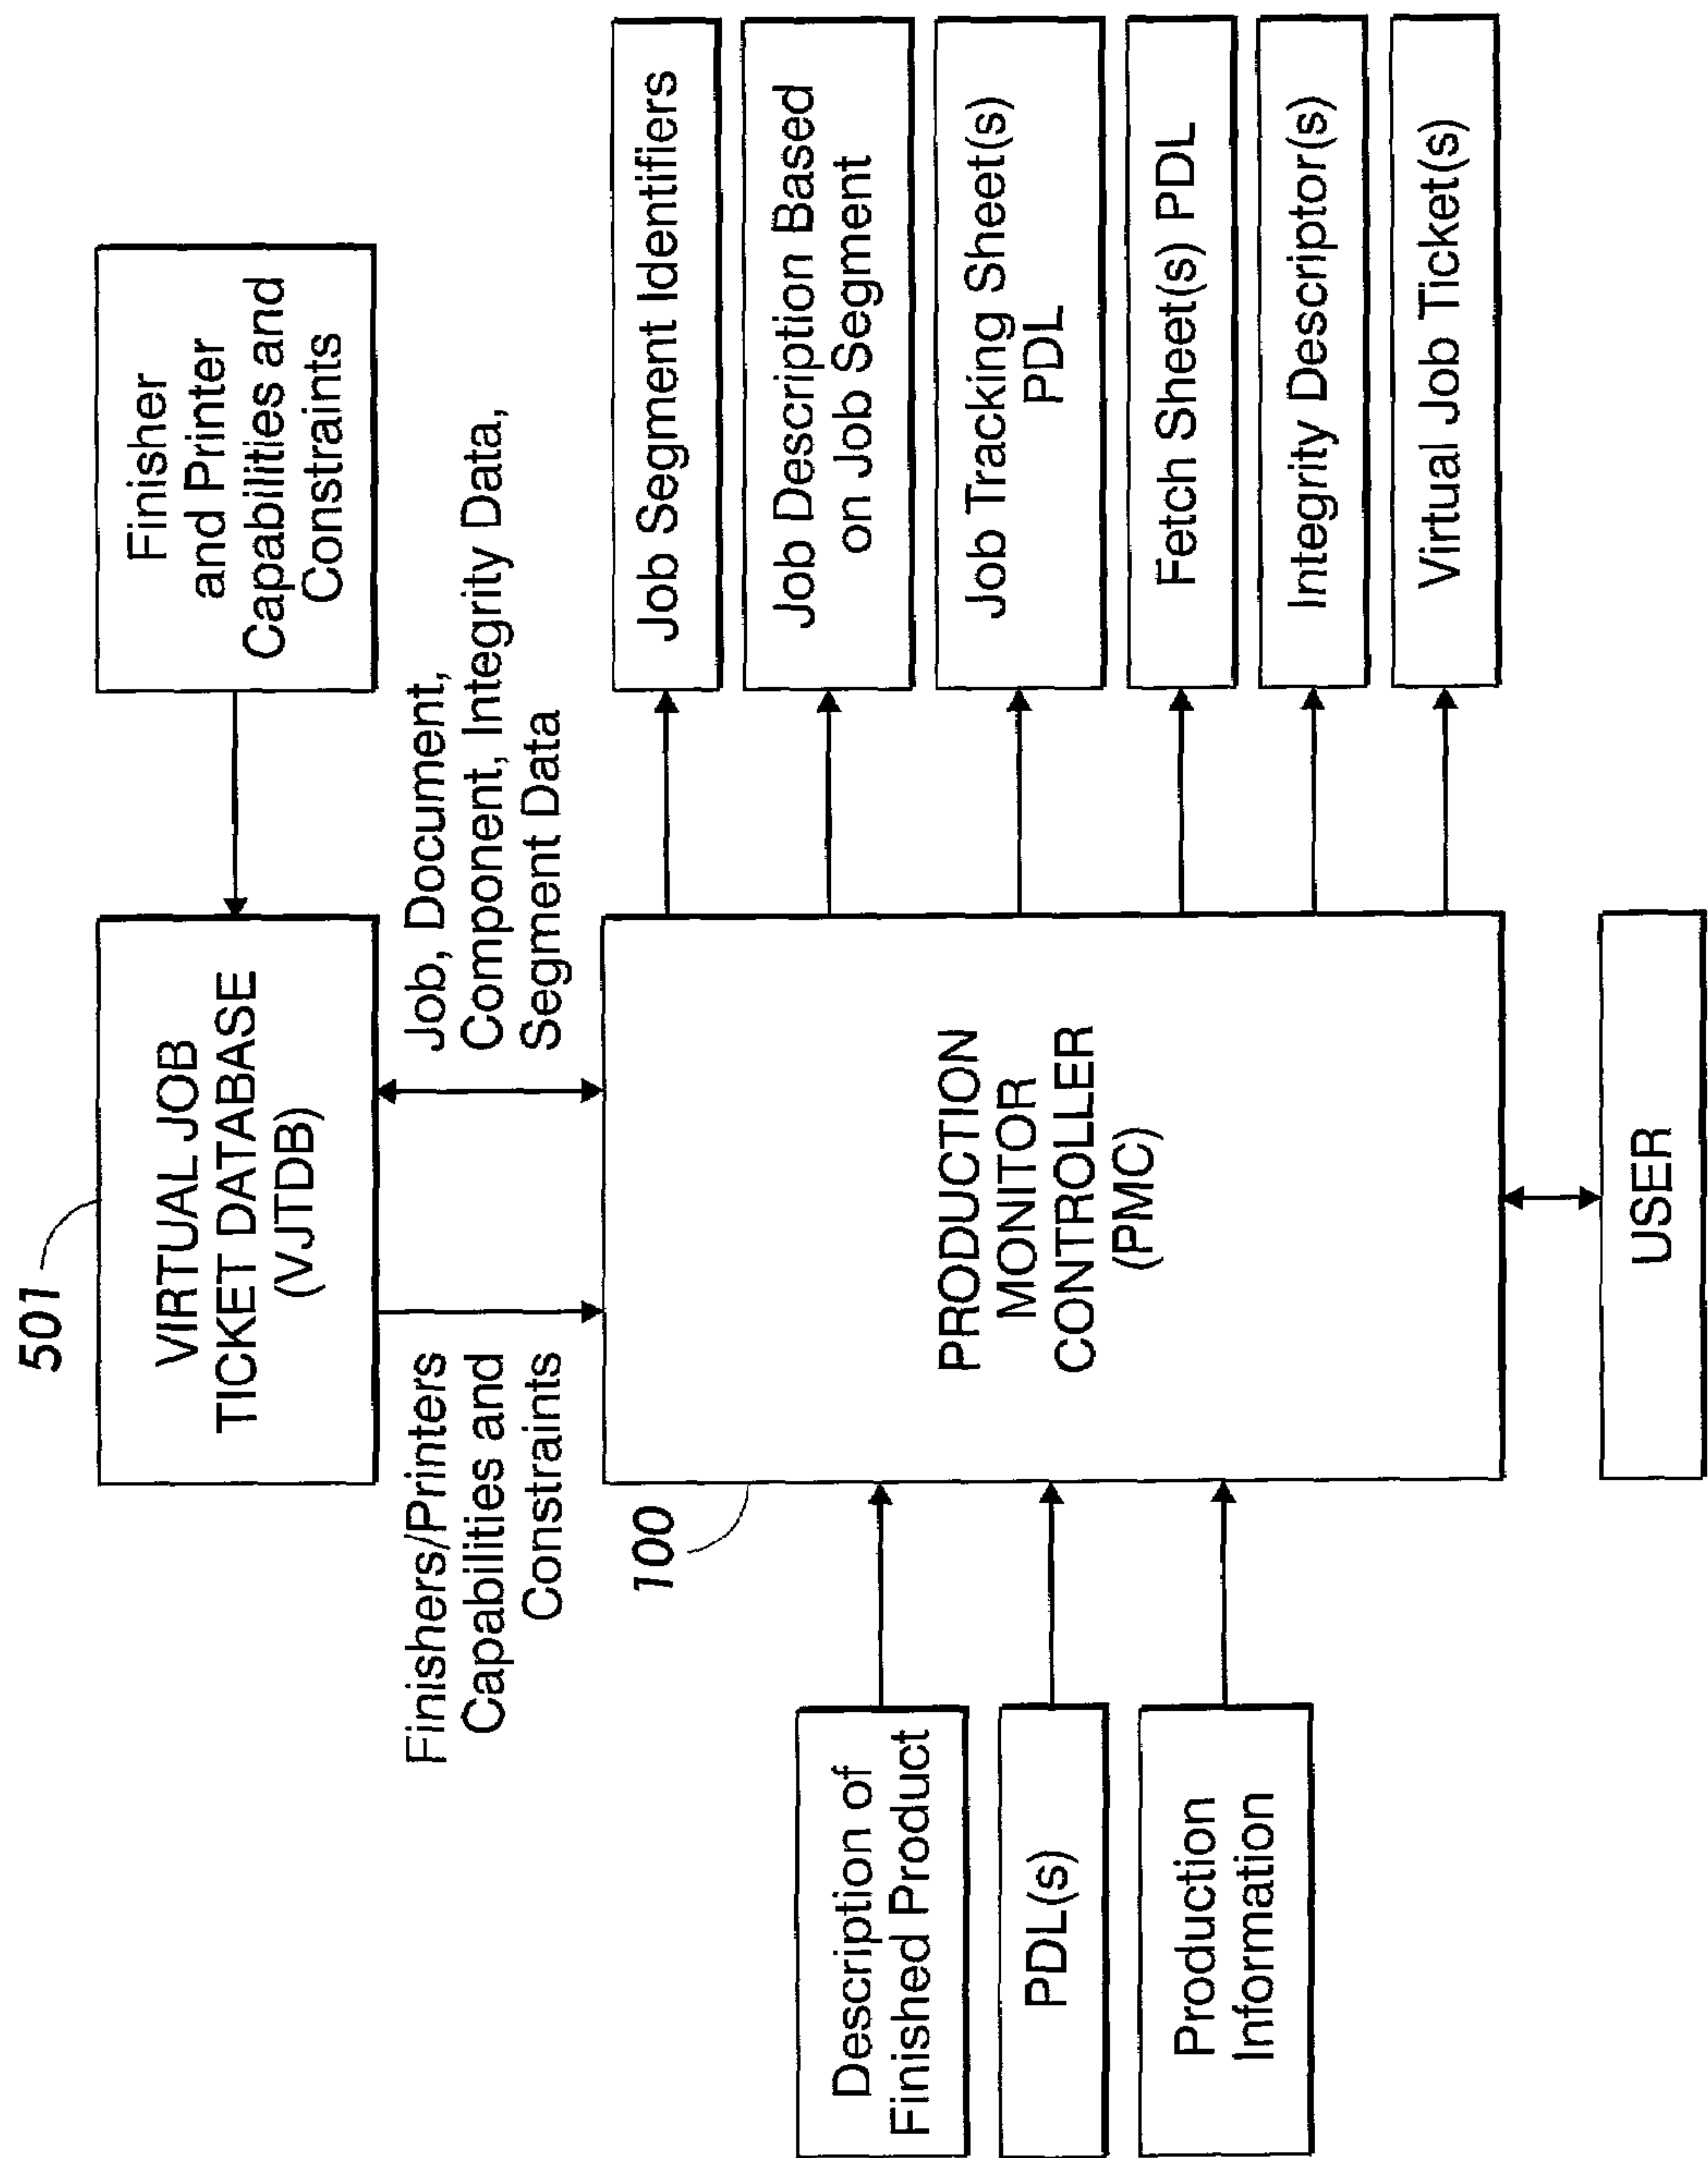 501
VIRTUAL JOB
TICKET DATABASE
(VJTDB)
Finisher
and Printer
Capabilities and
Constraints
Finishers/Printers
Capabilities and
Constraints
Job, Document,
Component, Integrity Data,
Segment Data
100
PRODUCTION
MONITOR
CONTROLLER
(PMC)
Description of
Finished Product
PDL(s)
Production
Information
Job Segment Identifiers
Job Description Based
on Job Segment
Job Tracking Sheet(s)
PDL
Fetch Sheet(s) PDL
Integrity Descriptor(s)
Virtual Job Ticket(s)
USER